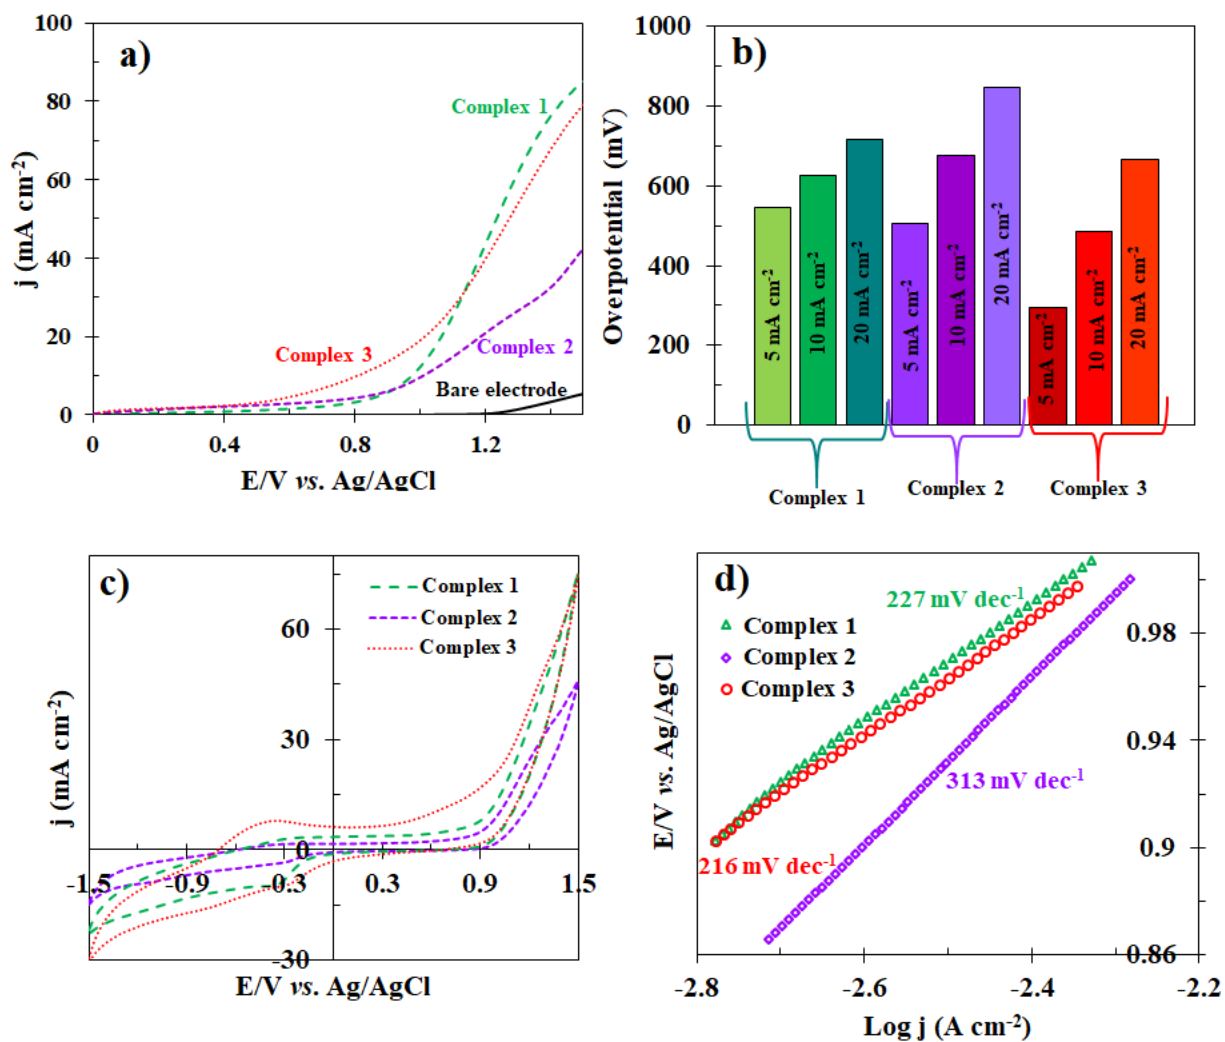 a)
100
80
60
40
20
0
j (mA cm⁻²)
Complex 1
Complex 3
Complex 2
Bare electrode
0
0.4
0.8
1.2
E/V vs. Ag/AgCl
b)
1000
800
600
400
200
0
Overpotential (mV)
5 mA cm⁻²
10 mA cm⁻²
20 mA cm⁻²
5 mA cm⁻²
10 mA cm⁻²
20 mA cm⁻²
5 mA cm⁻²
10 mA cm⁻²
20 mA cm⁻²
Complex 1
Complex 2
Complex 3
c)
Complex 1
Complex 2
Complex 3
60
30
0
-30
j (mA cm⁻²)
-1.5
-0.9
-0.3
0.3
0.9
1.5
E/V vs. Ag/AgCl
d)
227 mV dec⁻¹
Complex 1
Complex 2
Complex 3
313 mV dec⁻¹
216 mV dec⁻¹
E/V vs. Ag/AgCl
0.98
0.94
0.9
0.86
-2.8
-2.6
-2.4
-2.2
Log j (A cm⁻²)